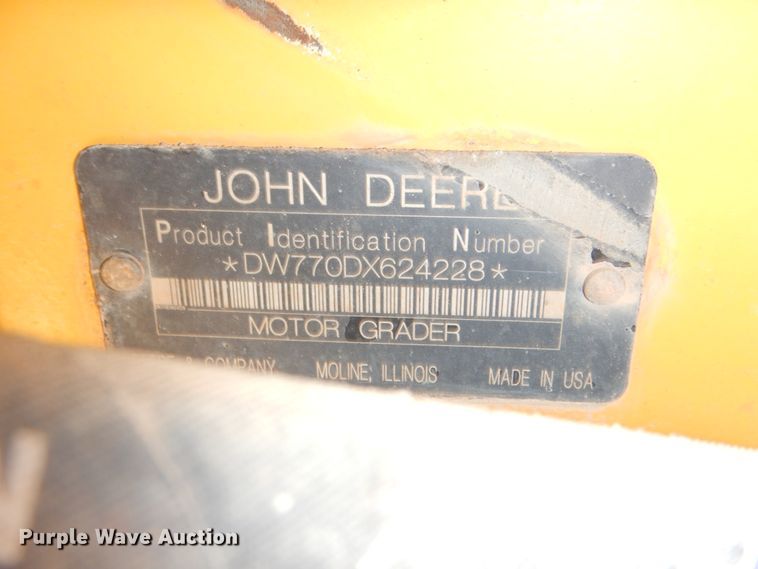 JOHN DEERE
Product Identification Number
*DW770DX624228*
MOTOR GRADER
& COMPANY MOLINE, ILLINOIS MADE IN USA
Purple Wave Auction